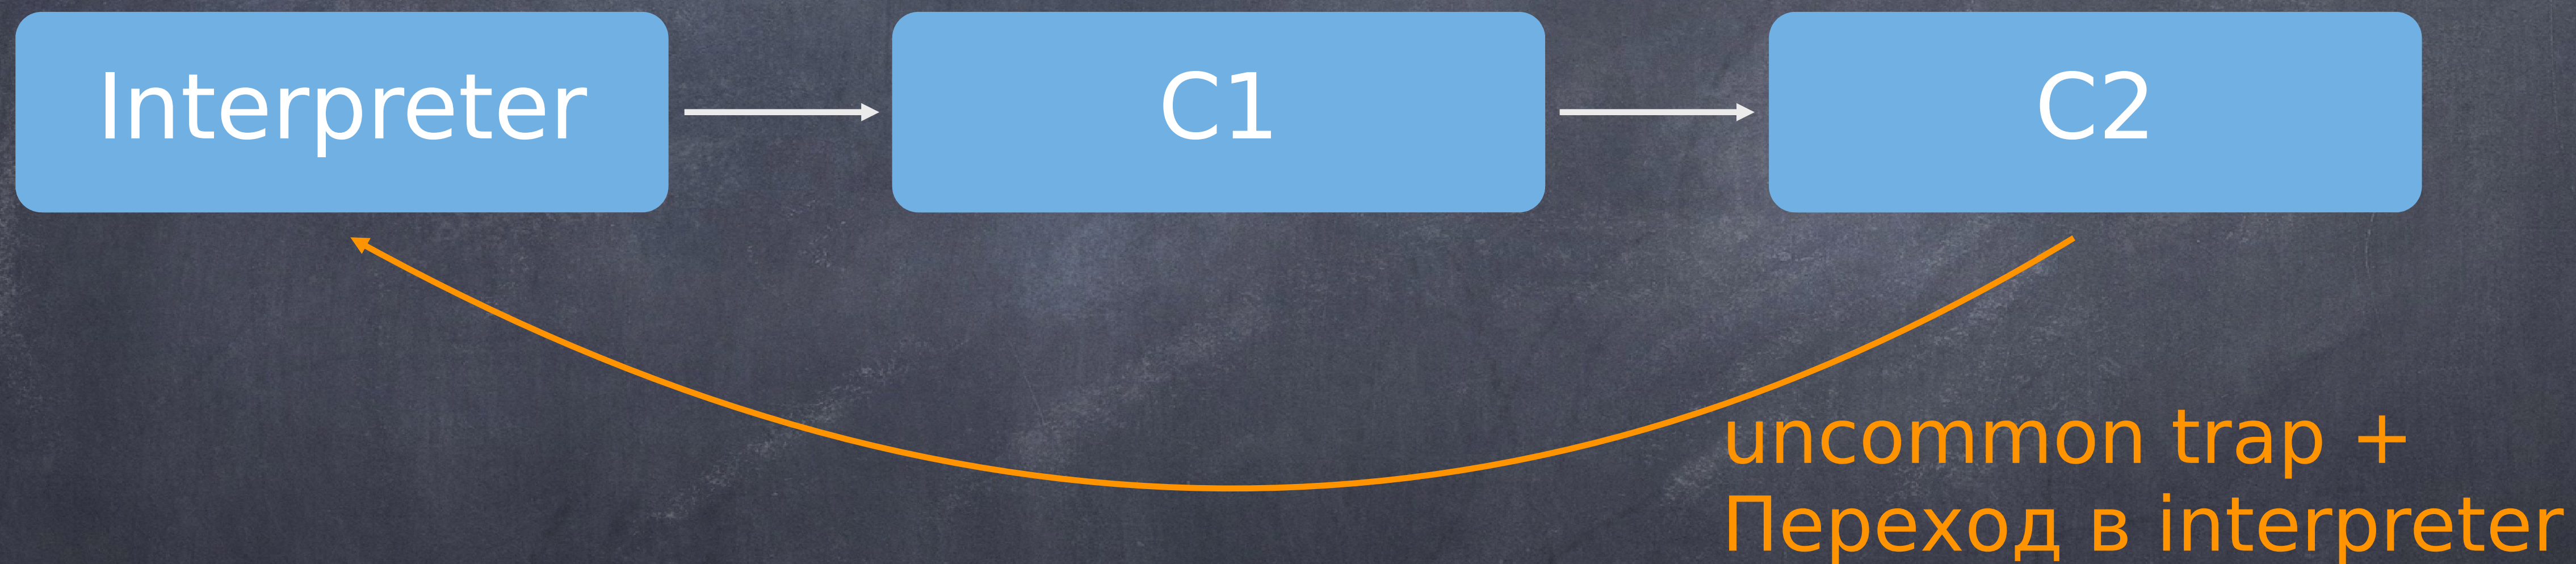 Interpreter
C1
C2
uncommon trap +
Переход в interpreter